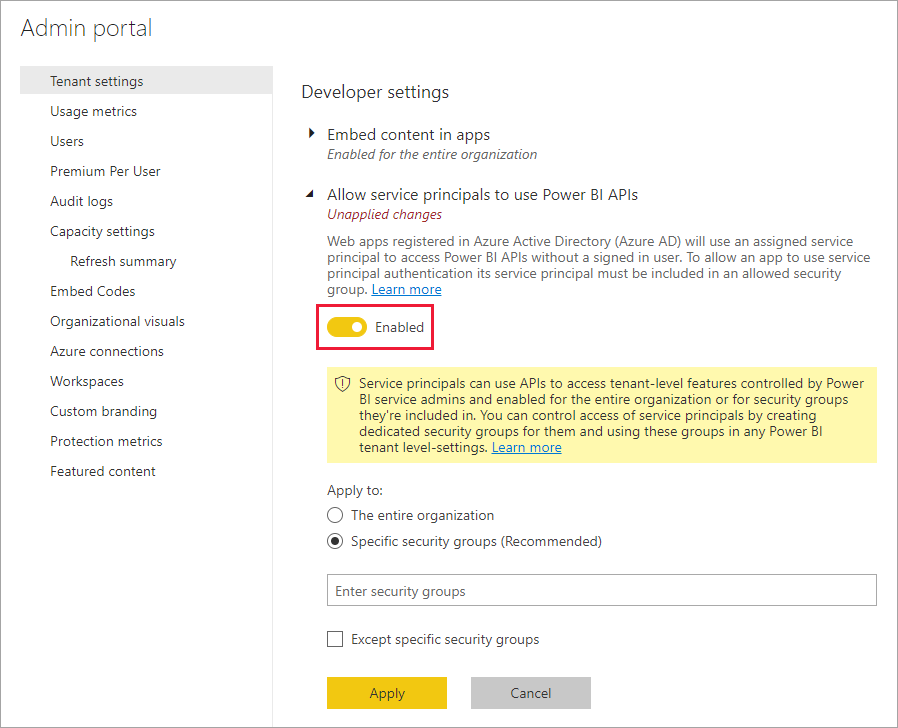 Admin portal
Tenant settings
Usage metrics
Users
Premium Per User
Audit logs
Capacity settings
Refresh summary
Embed Codes
Organizational visuals
Azure connections
Workspaces
Custom branding
Protection metrics
Featured content
Developer settings
Embed content in apps
Enabled for the entire organization
Allow service principals to use Power BI APIs
Unapplied changes
Web apps registered in Azure Active Directory (Azure AD) will use an assigned service
principal to access Power BI APIs without a signed in user. To allow an app to use service
principal authentication its service principal must be included in an allowed security
group. Learn more
Enabled
Service principals can use APIs to access tenant-level features controlled by Power
BI service admins and enabled for the entire organization or for security groups
they're included in. You can control access of service principals by creating
dedicated security groups for them and using these groups in any Power BI
tenant level-settings. Learn more
Apply to:
The entire organization
Specific security groups (Recommended)
Enter security groups
Except specific security groups
Apply
Cancel